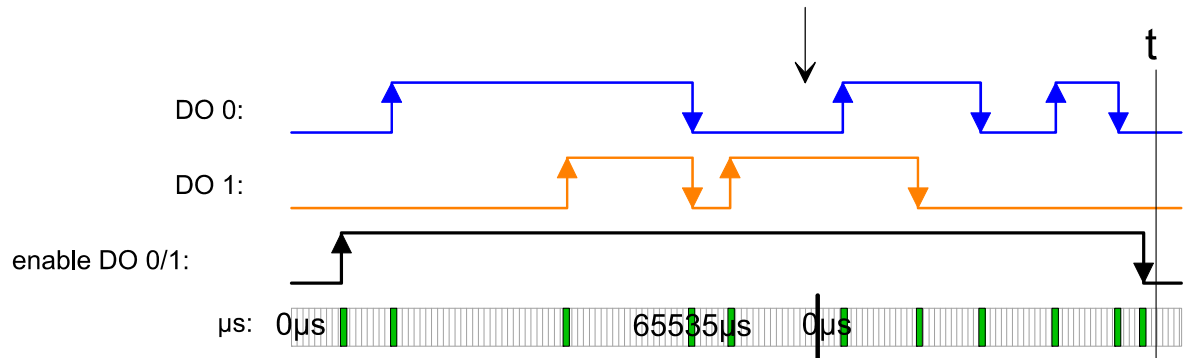 t
DO 0:
DO 1:
enable DO 0/1:
µs: 0µs 65535µs 0µs